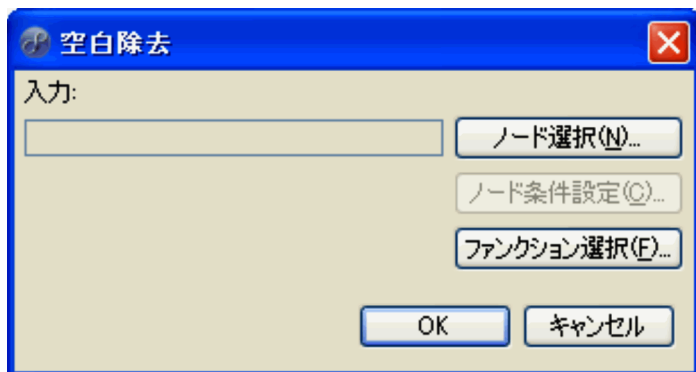 空白除去
入力:
ノード選択(N)...
ノード条件設定(C)...
ファンクション選択(F)...
OK
キャンセル